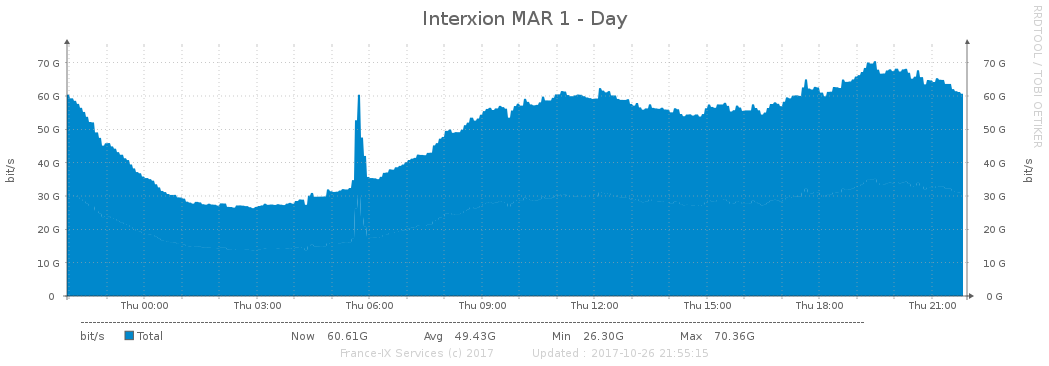 Interxion MAR 1 - Day
RRDTOOL / TOBI OETIKER
bit/s
70 G 70 G
60 G 60 G
50 G 50 G
40 G 40 G
30 G 30 G
20 G 20 G
10 G 10 G
0 0 G
bit/s
Thu 00:00 Thu 03:00 Thu 06:00 Thu 09:00 Thu 12:00 Thu 15:00 Thu 18:00 Thu 21:00
bit/s Total Now 60.61G Avg 49.43G Min 26.30G Max 70.36G
France-IX Services (c) 2017 Updated : 2017-10-26 21:55:15